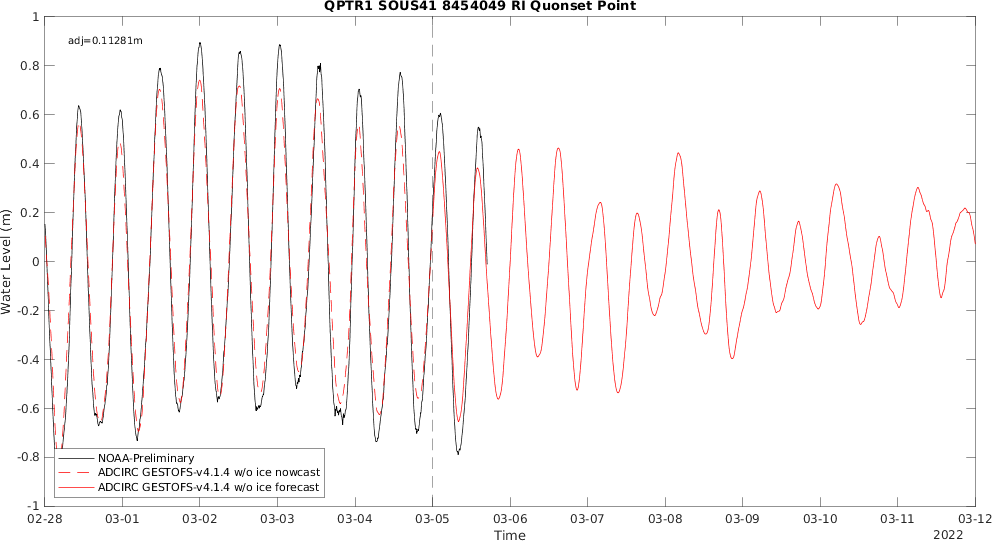 QPTR1 SOUS41 8454049 RI Quonset Point
adj=0.11281m
1
0.8
0.6
0.4
0.2
0
-0.2
-0.4
-0.6
-0.8
-1
Water Level (m)
NOAA-Preliminary
ADCIRC GESTOFS-v4.1.4 w/o ice nowcast
ADCIRC GESTOFS-v4.1.4 w/o ice forecast
02-28 03-01 03-02 03-03 03-04 03-05 03-06 03-07 03-08 03-09 03-10 03-11 03-12
Time
2022